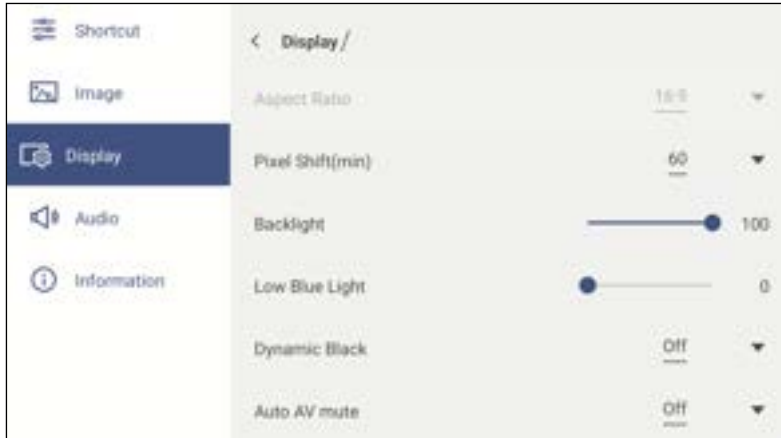 Shortcut
Image
Display
Audio
Information
< Display/
Aspect Ratio 16:9
Pixel Shift(min) 60
Backlight 100
Low Blue Light 0
Dynamic Black Off
Auto AV mute Off